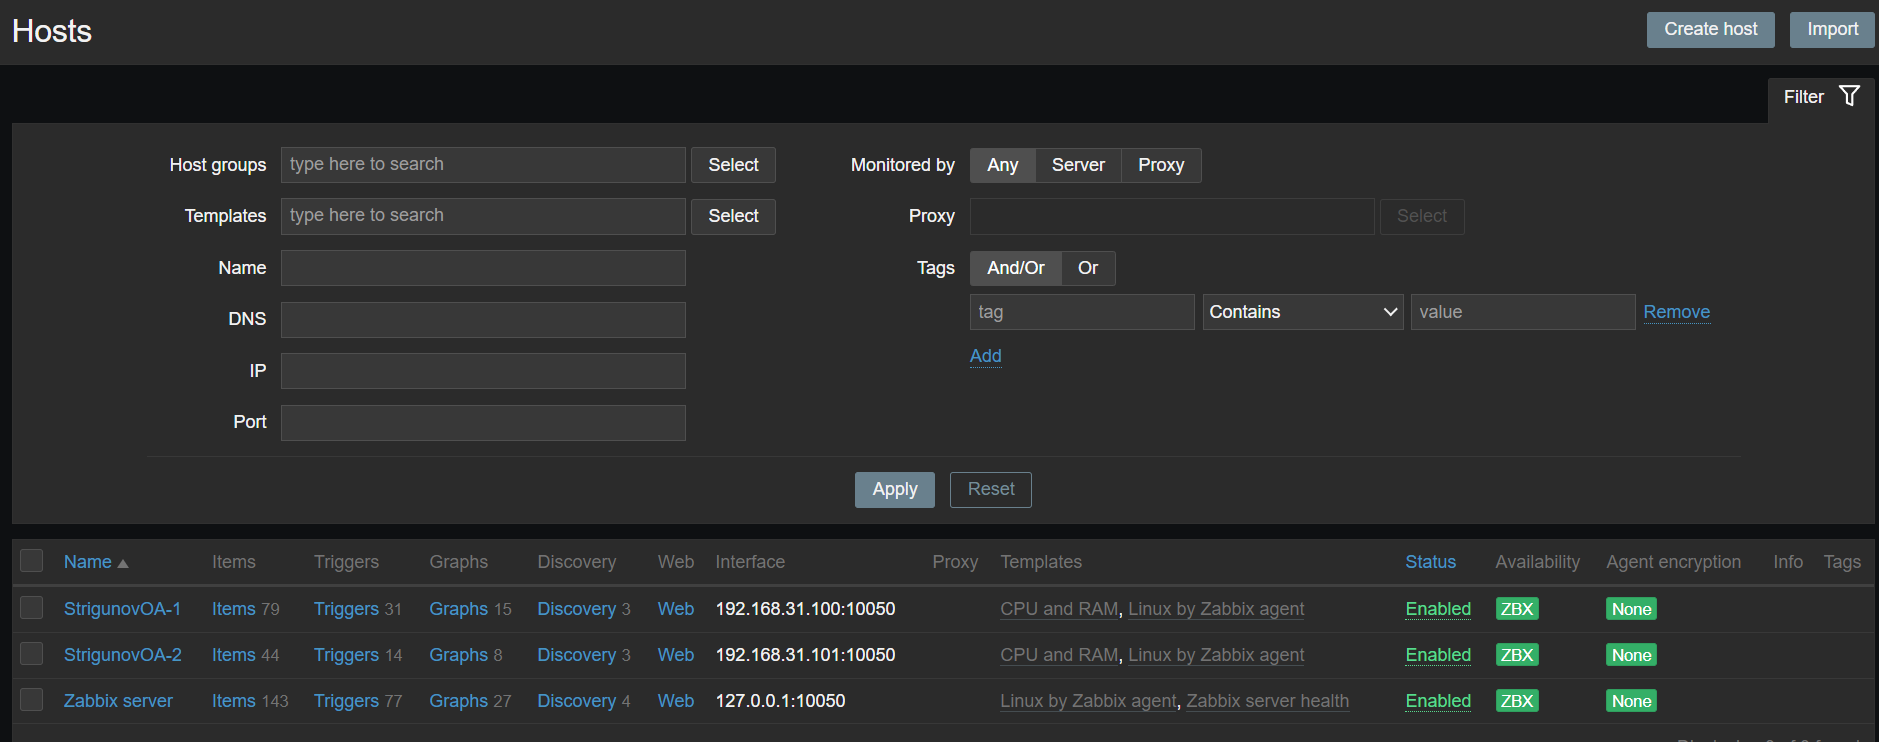 Hosts
Create host Import
Filter
Host groups type here to search Select Monitored by Any Server Proxy
Templates type here to search Select Proxy Select
Name Tags And/Or Or
DNS tag Contains value Remove
Add
IP
Port
Apply Reset
Name Items Triggers Graphs Discovery Web Interface Proxy Templates Status Availability Agent encryption Info Tags
StrigunovOA-1 Items 79 Triggers 31 Graphs 15 Discovery 3 Web 192.168.31.100:10050 CPU and RAM, Linux by Zabbix agent Enabled ZBX None
StrigunovOA-2 Items 44 Triggers 14 Graphs 8 Discovery 3 Web 192.168.31.101:10050 CPU and RAM, Linux by Zabbix agent Enabled ZBX None
Zabbix server Items 143 Triggers 77 Graphs 27 Discovery 4 Web 127.0.0.1:10050 Linux by Zabbix agent, Zabbix server health Enabled ZBX None